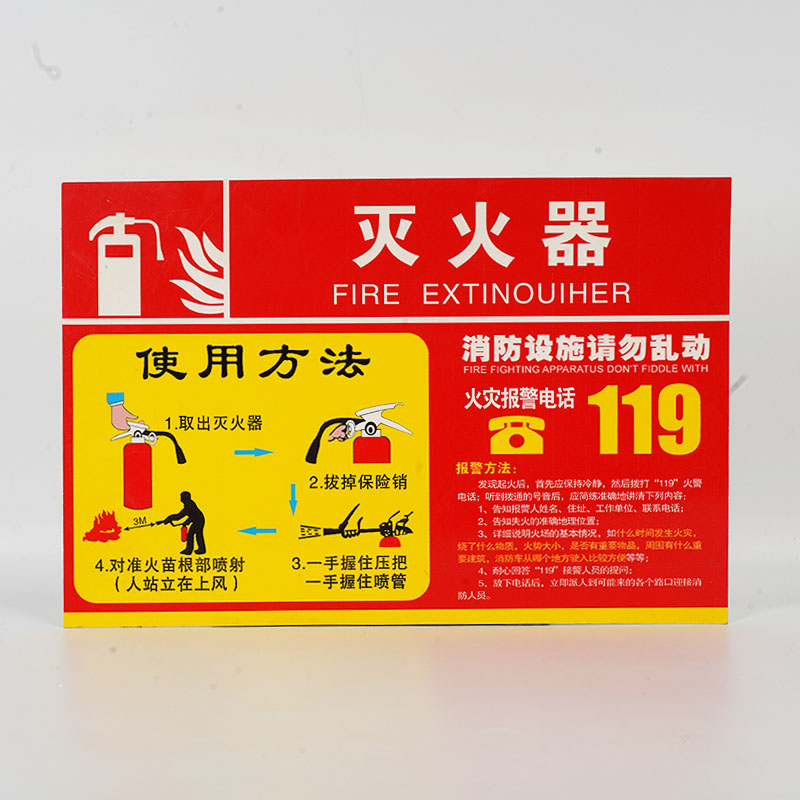 灭火器
FIRE EXTINOUIHER
使用方法
1.取出灭火器
2.拔掉保险销
3M
4.对准火苗根部喷射
(人站立在上风)
3.一手握住压把
一手握住喷管
消防设施请勿乱动
FIRE FIGHTING APPARATUS DON'T FIDDLE WITH
火灾报警电话
119
报警方法：
发现起火后，首先应保持冷静，然后拨打“119”火警
电话；听到拨通的号音后，应简练准确地讲清下列内容：
1、告知报警人姓名、住址、工作单位、联系电话；
2、告知失火的准确地理位置；
3、详细说明火场的基本情况，如什么时间发生火灾，
烧了什么物质，火势大小，是否有重要物品，周围有什么重
要建筑，消防车从哪个地方驶入比较方便等等；
4、耐心回答“119”接警人员的提问；
5、放下电话后，立即派人到可能来的各个路口迎接消
防人员。